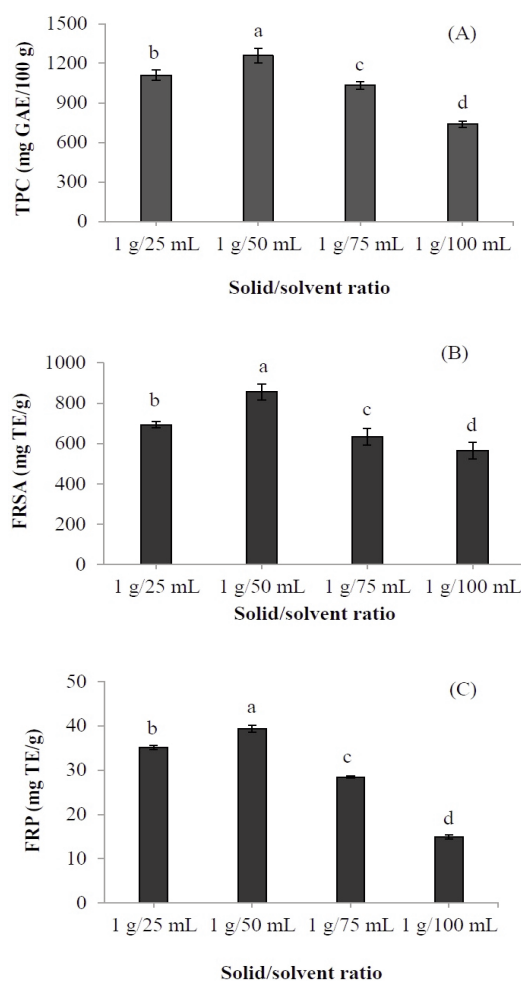 (A)
TPC (mg GAE/100 g)
1500
1200
900
600
300
0
b
a
c
d
1 g/25 mL 1 g/50 mL 1 g/75 mL 1 g/100 mL
Solid/solvent ratio
(B)
FRSA (mg TE/g)
1000
800
600
400
200
0
b
a
c
d
1 g/25 mL 1 g/50 mL 1 g/75 mL 1 g/100 mL
Solid/solvent ratio
(C)
FRP (mg TE/g)
50
40
30
20
10
0
b
a
c
d
1 g/25 mL 1 g/50 mL 1 g/75 mL 1 g/100 mL
Solid/solvent ratio